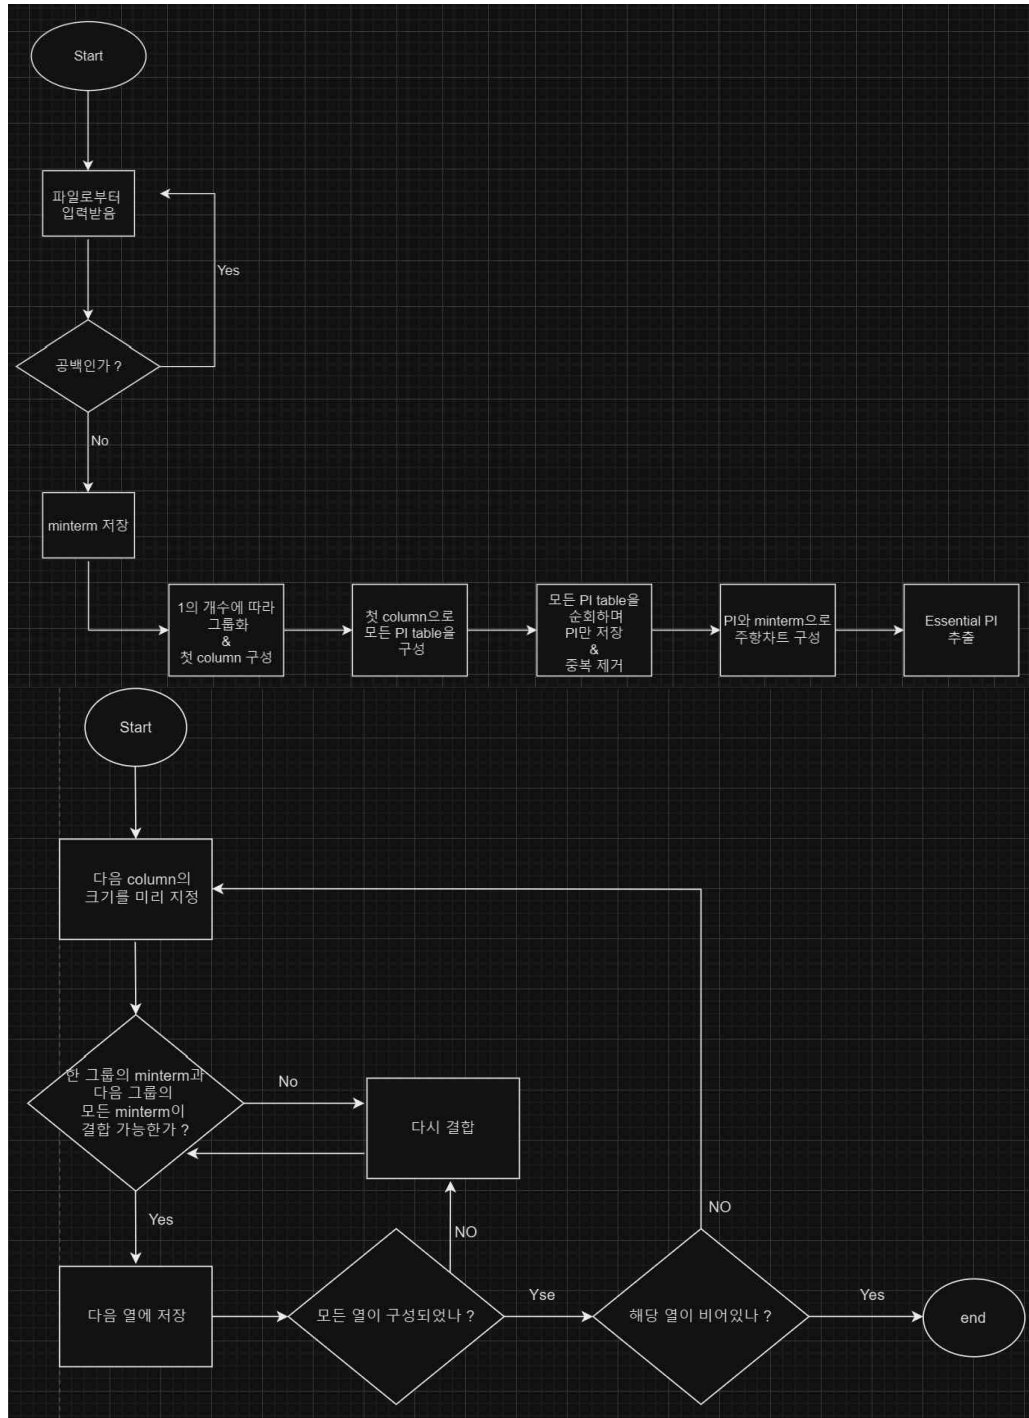 Start
파일로부터
입력받음
Yes
공백인가 ?
No
minterm 저장
1의 개수에 따라
그룹화
&
첫 column 구성
첫 column으로
모든 PI table을
구성
모든 PI table을
순회하며
PI만 저장
&
중복 제거
PI와 minterm으로
주항차트 구성
Essential PI
추출
Start
다음 column의
크기를 미리 지정
한 그룹의 minterm과
다음 그룹의
모든 minterm이
결합 가능한가 ?
No
다시 결합
Yes
NO
NO
다음 열에 저장
모든 열이 구성되었나 ?
Yse
해당 열이 비어있나 ?
Yes
end